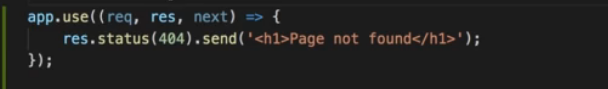 app.use((req, res, next) => {
    res.status(404).send('<h1>Page not found</h1>');
});